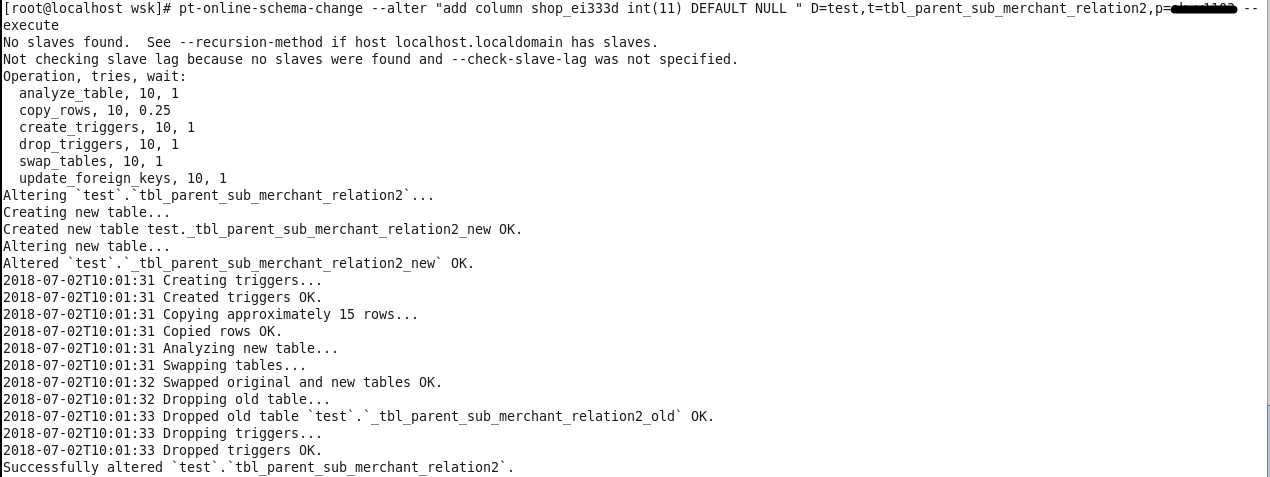 [root@localhost wsk]# pt-online-schema-change --alter "add column shop_ei333d int(11) DEFAULT NULL " D=test,t=tbl_parent_sub_merchant_relation2,p= --
execute
No slaves found.  See --recursion-method if host localhost.localdomain has slaves.
Not checking slave lag because no slaves were found and --check-slave-lag was not specified.
Operation, tries, wait:
  analyze_table, 10, 1
  copy_rows, 10, 0.25
  create_triggers, 10, 1
  drop_triggers, 10, 1
  swap_tables, 10, 1
  update_foreign_keys, 10, 1
Altering `test`.`tbl_parent_sub_merchant_relation2`...
Creating new table...
Created new table test._tbl_parent_sub_merchant_relation2_new OK.
Altering new table...
Altered `test`.`_tbl_parent_sub_merchant_relation2_new` OK.
2018-07-02T10:01:31 Creating triggers...
2018-07-02T10:01:31 Created triggers OK.
2018-07-02T10:01:31 Copying approximately 15 rows...
2018-07-02T10:01:31 Copied rows OK.
2018-07-02T10:01:31 Analyzing new table...
2018-07-02T10:01:31 Swapping tables...
2018-07-02T10:01:32 Swapped original and new tables OK.
2018-07-02T10:01:32 Dropping old table...
2018-07-02T10:01:33 Dropped old table `test`.`_tbl_parent_sub_merchant_relation2_old` OK.
2018-07-02T10:01:33 Dropping triggers...
2018-07-02T10:01:33 Dropped triggers OK.
Successfully altered `test`.`tbl_parent_sub_merchant_relation2`.